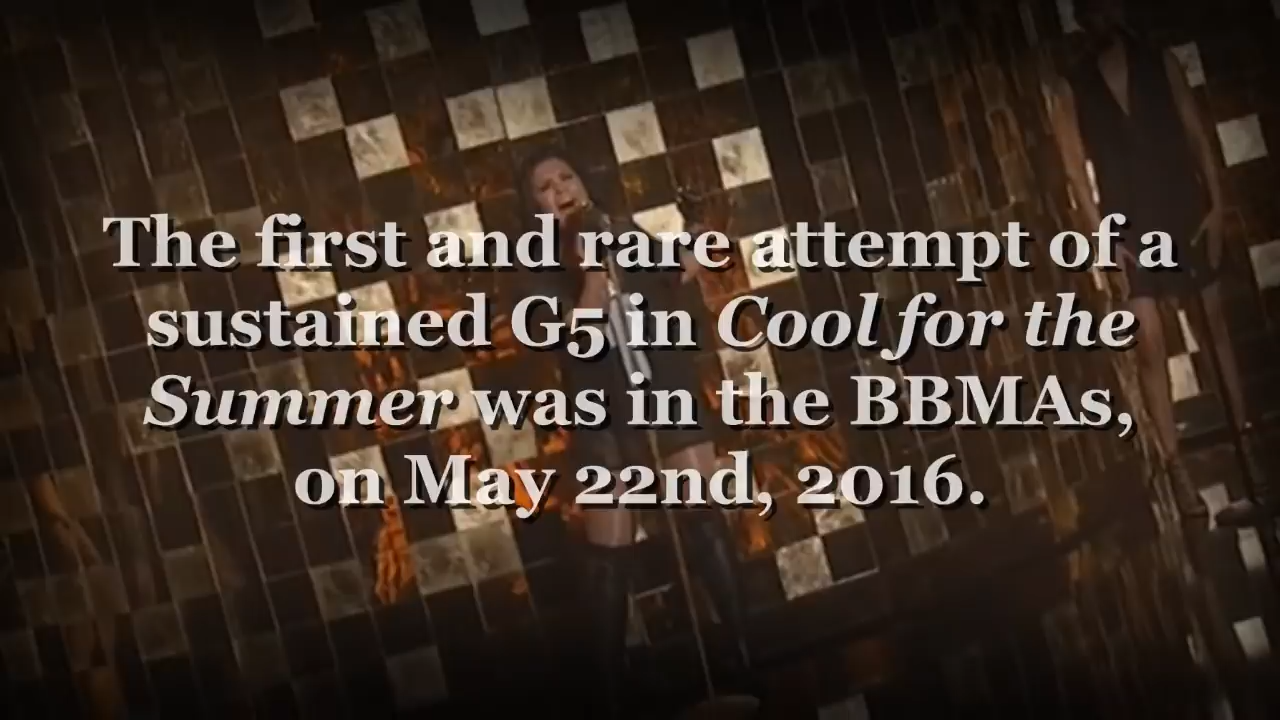 The first and rare attempt of a
sustained G5 in Cool for the
Summer was in the BBMAs,
on May 22nd, 2016.